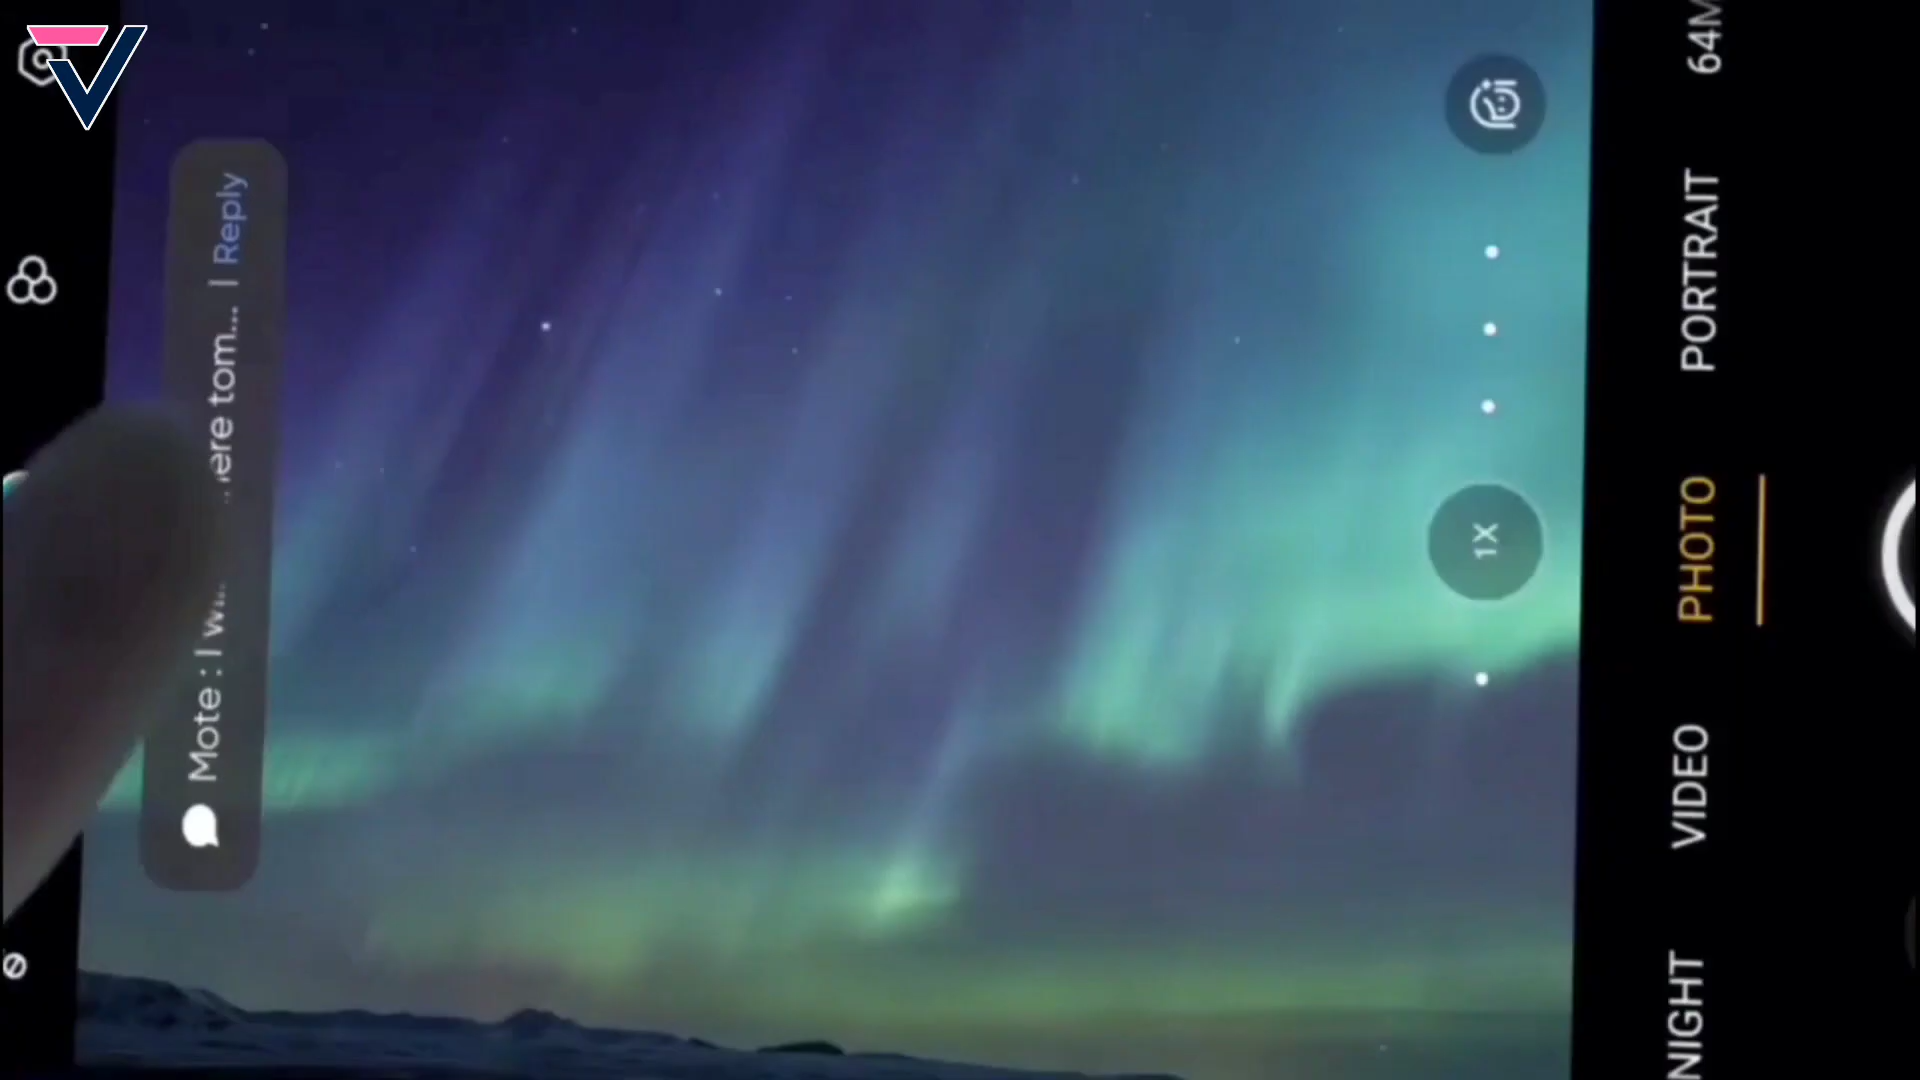 Mote : I w... ...ere tom... | Reply
1X
64M
PORTRAIT
PHOTO
VIDEO
NIGHT